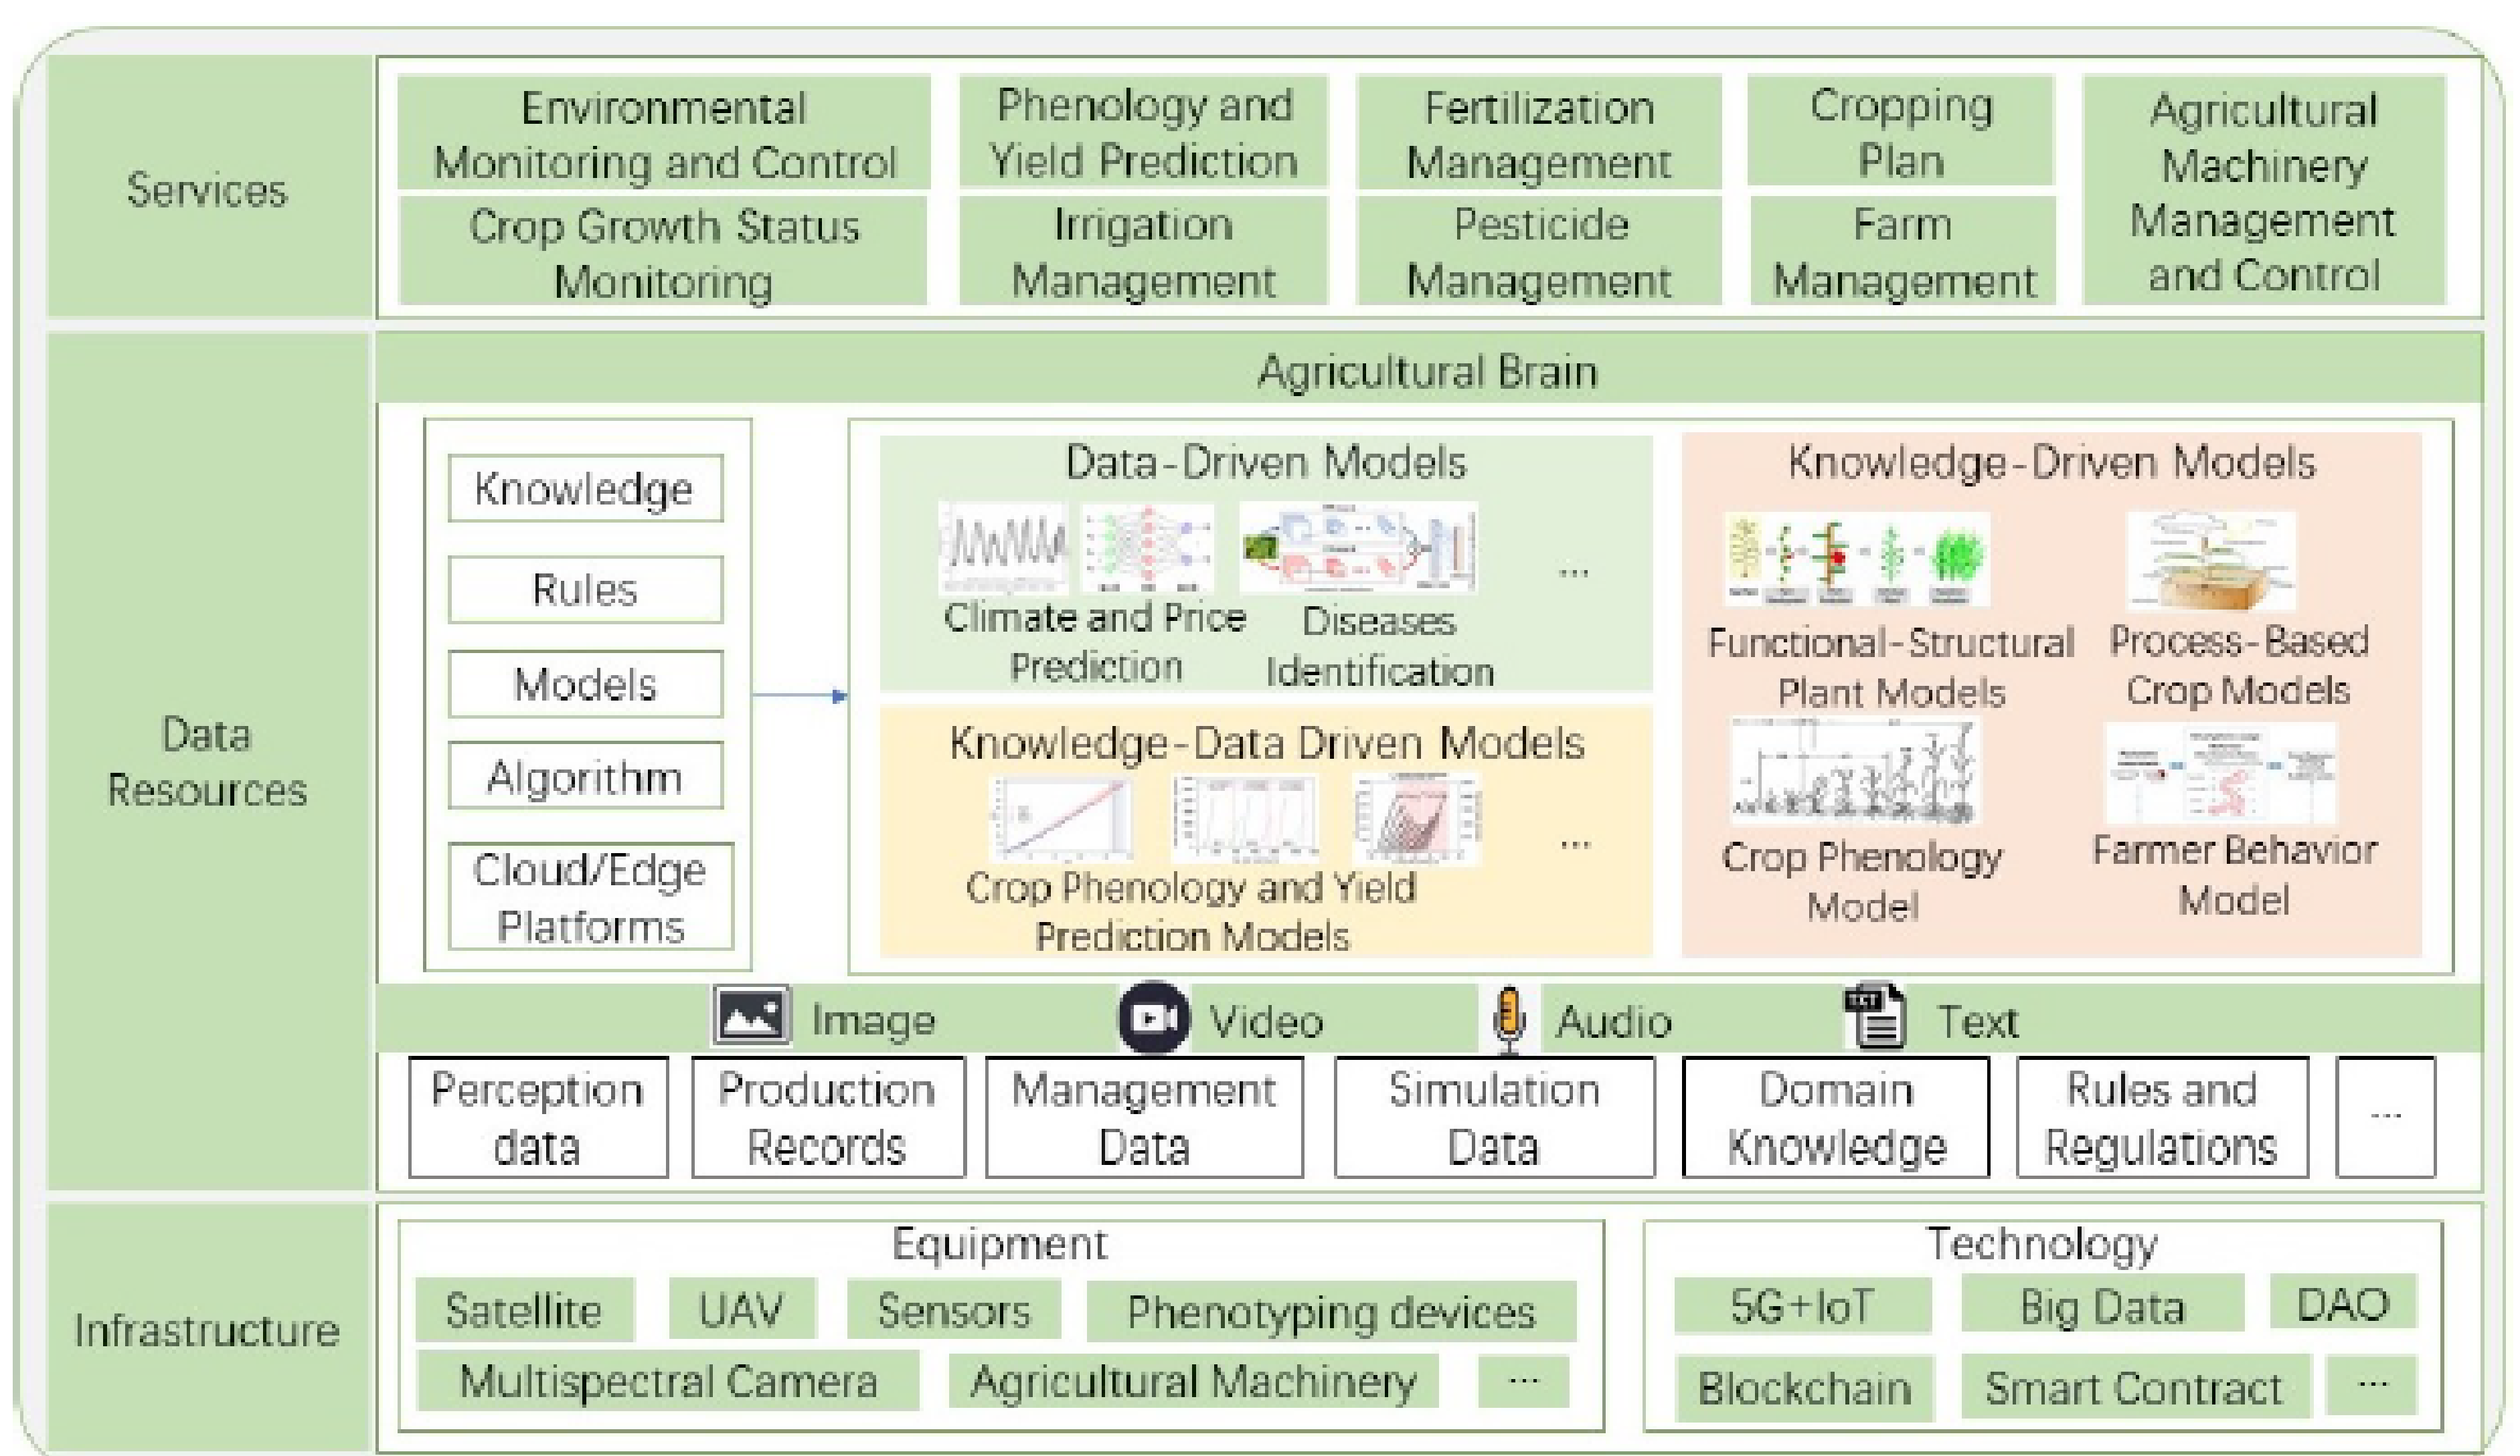 Services
Environmental
Monitoring and Control
Phenology and
Yield Prediction
Fertilization
Management
Cropping
Plan
Agricultural
Machinery
Management
and Control
Crop Growth Status
Monitoring
Irrigation
Management
Pesticide
Management
Farm
Management
Data
Resources
Agricultural Brain
Knowledge
Rules
Models
Algorithm
Cloud/Edge
Platforms
Data-Driven Models
Climate and Price
Prediction
Diseases
Identification
...
Knowledge-Data Driven Models
Crop Phenology and Yield
Prediction Models
...
Knowledge-Driven Models
Functional-Structural
Plant Models
Process-Based
Crop Models
Crop Phenology
Model
Farmer Behavior
Model
Image
Video
Audio
TXT
Text
Perception
data
Production
Records
Management
Data
Simulation
Data
Domain
Knowledge
Rules and
Regulations
...
Infrastructure
Equipment
Satellite
UAV
Sensors
Phenotyping devices
Multispectral Camera
Agricultural Machinery
...
Technology
5G+IoT
Big Data
DAO
Blockchain
Smart Contract
...